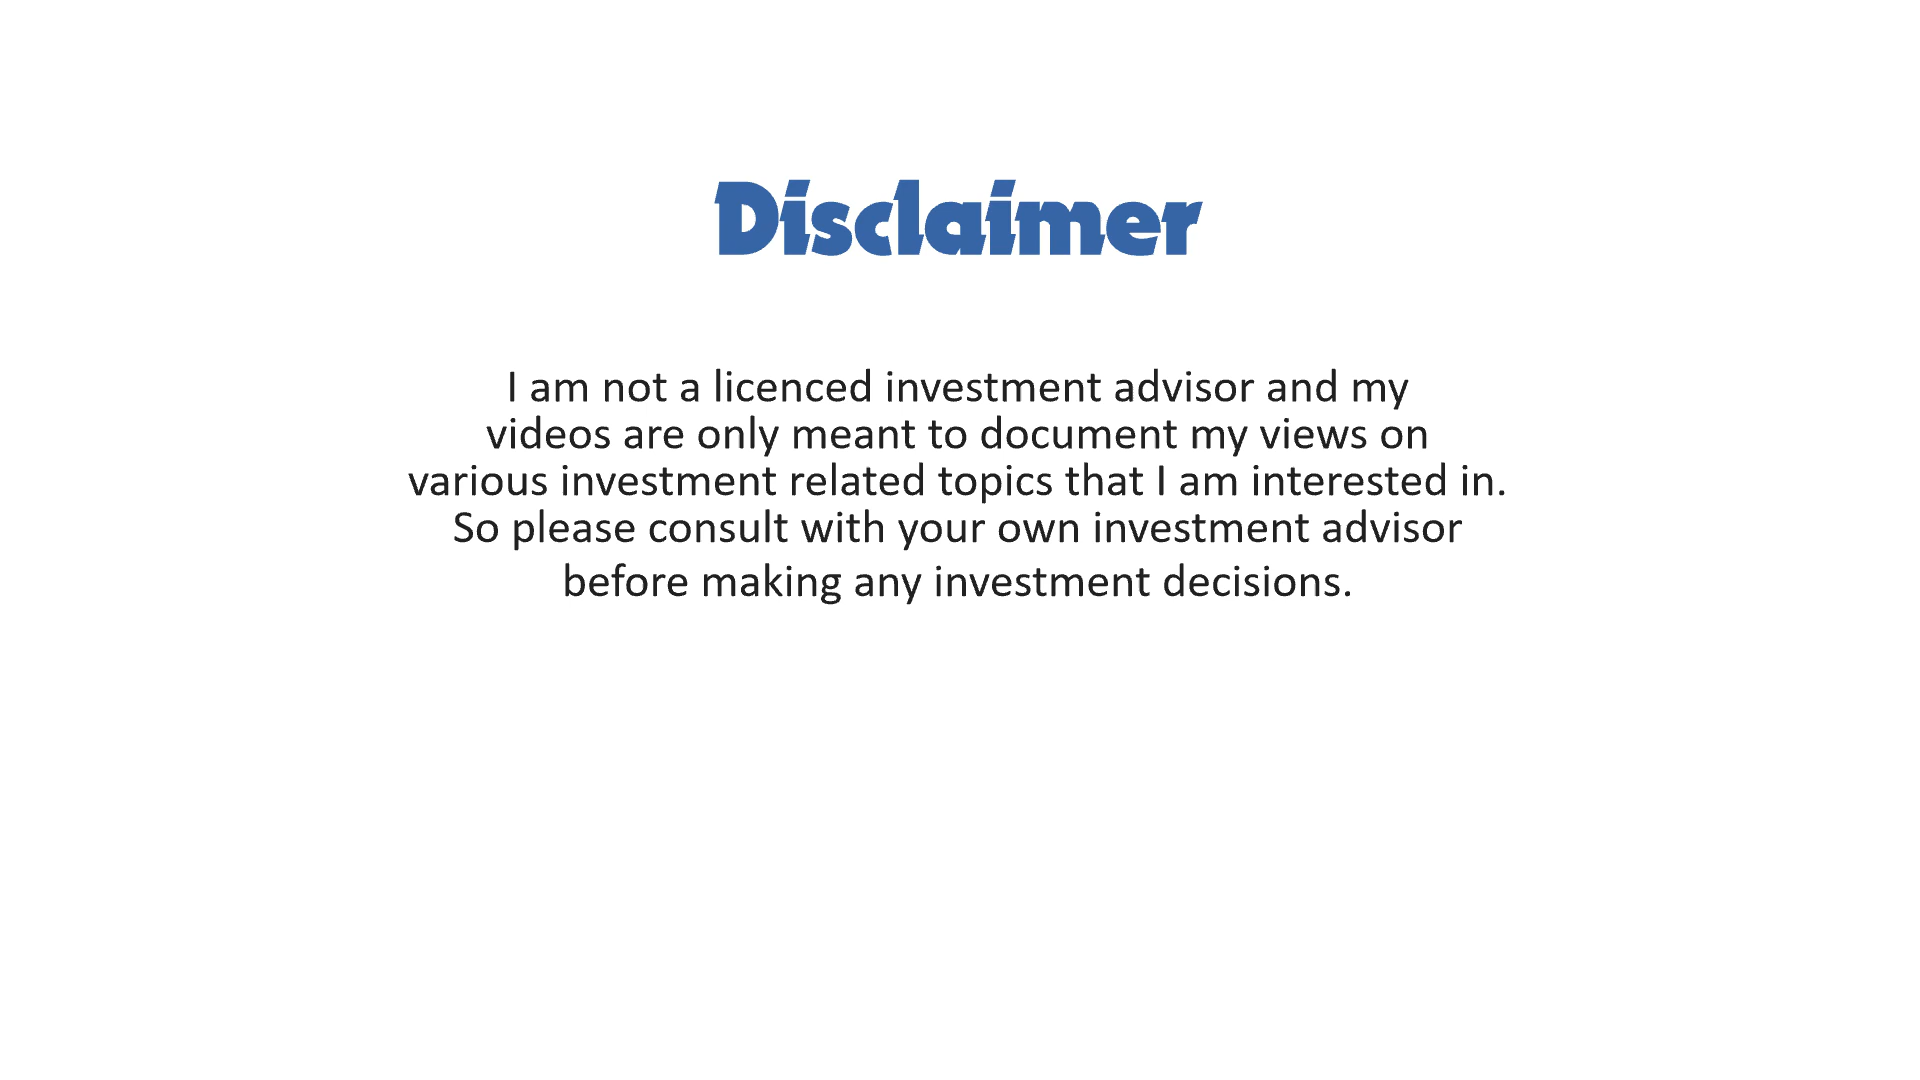 Disclaimer
I am not a licenced investment advisor and my
videos are only meant to document my views on
various investment related topics that I am interested in.
So please consult with your own investment advisor
before making any investment decisions.